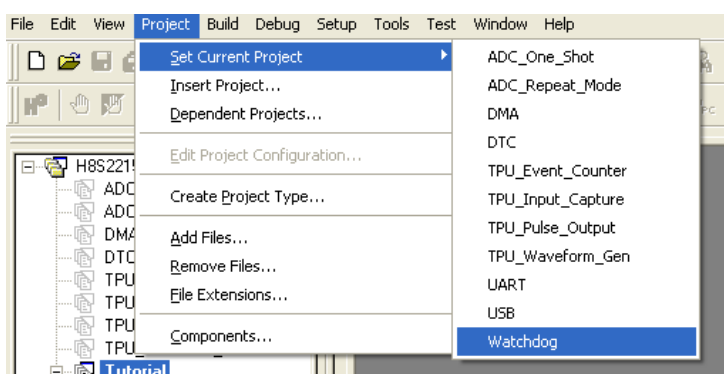 File Edit View Project Build Debug Setup Tools Test Window Help
Set Current Project
Insert Project...
Dependent Projects...
Edit Project Configuration...
Create Project Type...
Add Files...
Remove Files...
File Extensions...
Components...
ADC_One_Shot
ADC_Repeat_Mode
DMA
DTC
TPU_Event_Counter
TPU_Input_Capture
TPU_Pulse_Output
TPU_Waveform_Gen
UART
USB
Watchdog
H8S221
ADC
ADC
DMA
DTC
TPU
TPU
TPU
TPU_
Tutorial